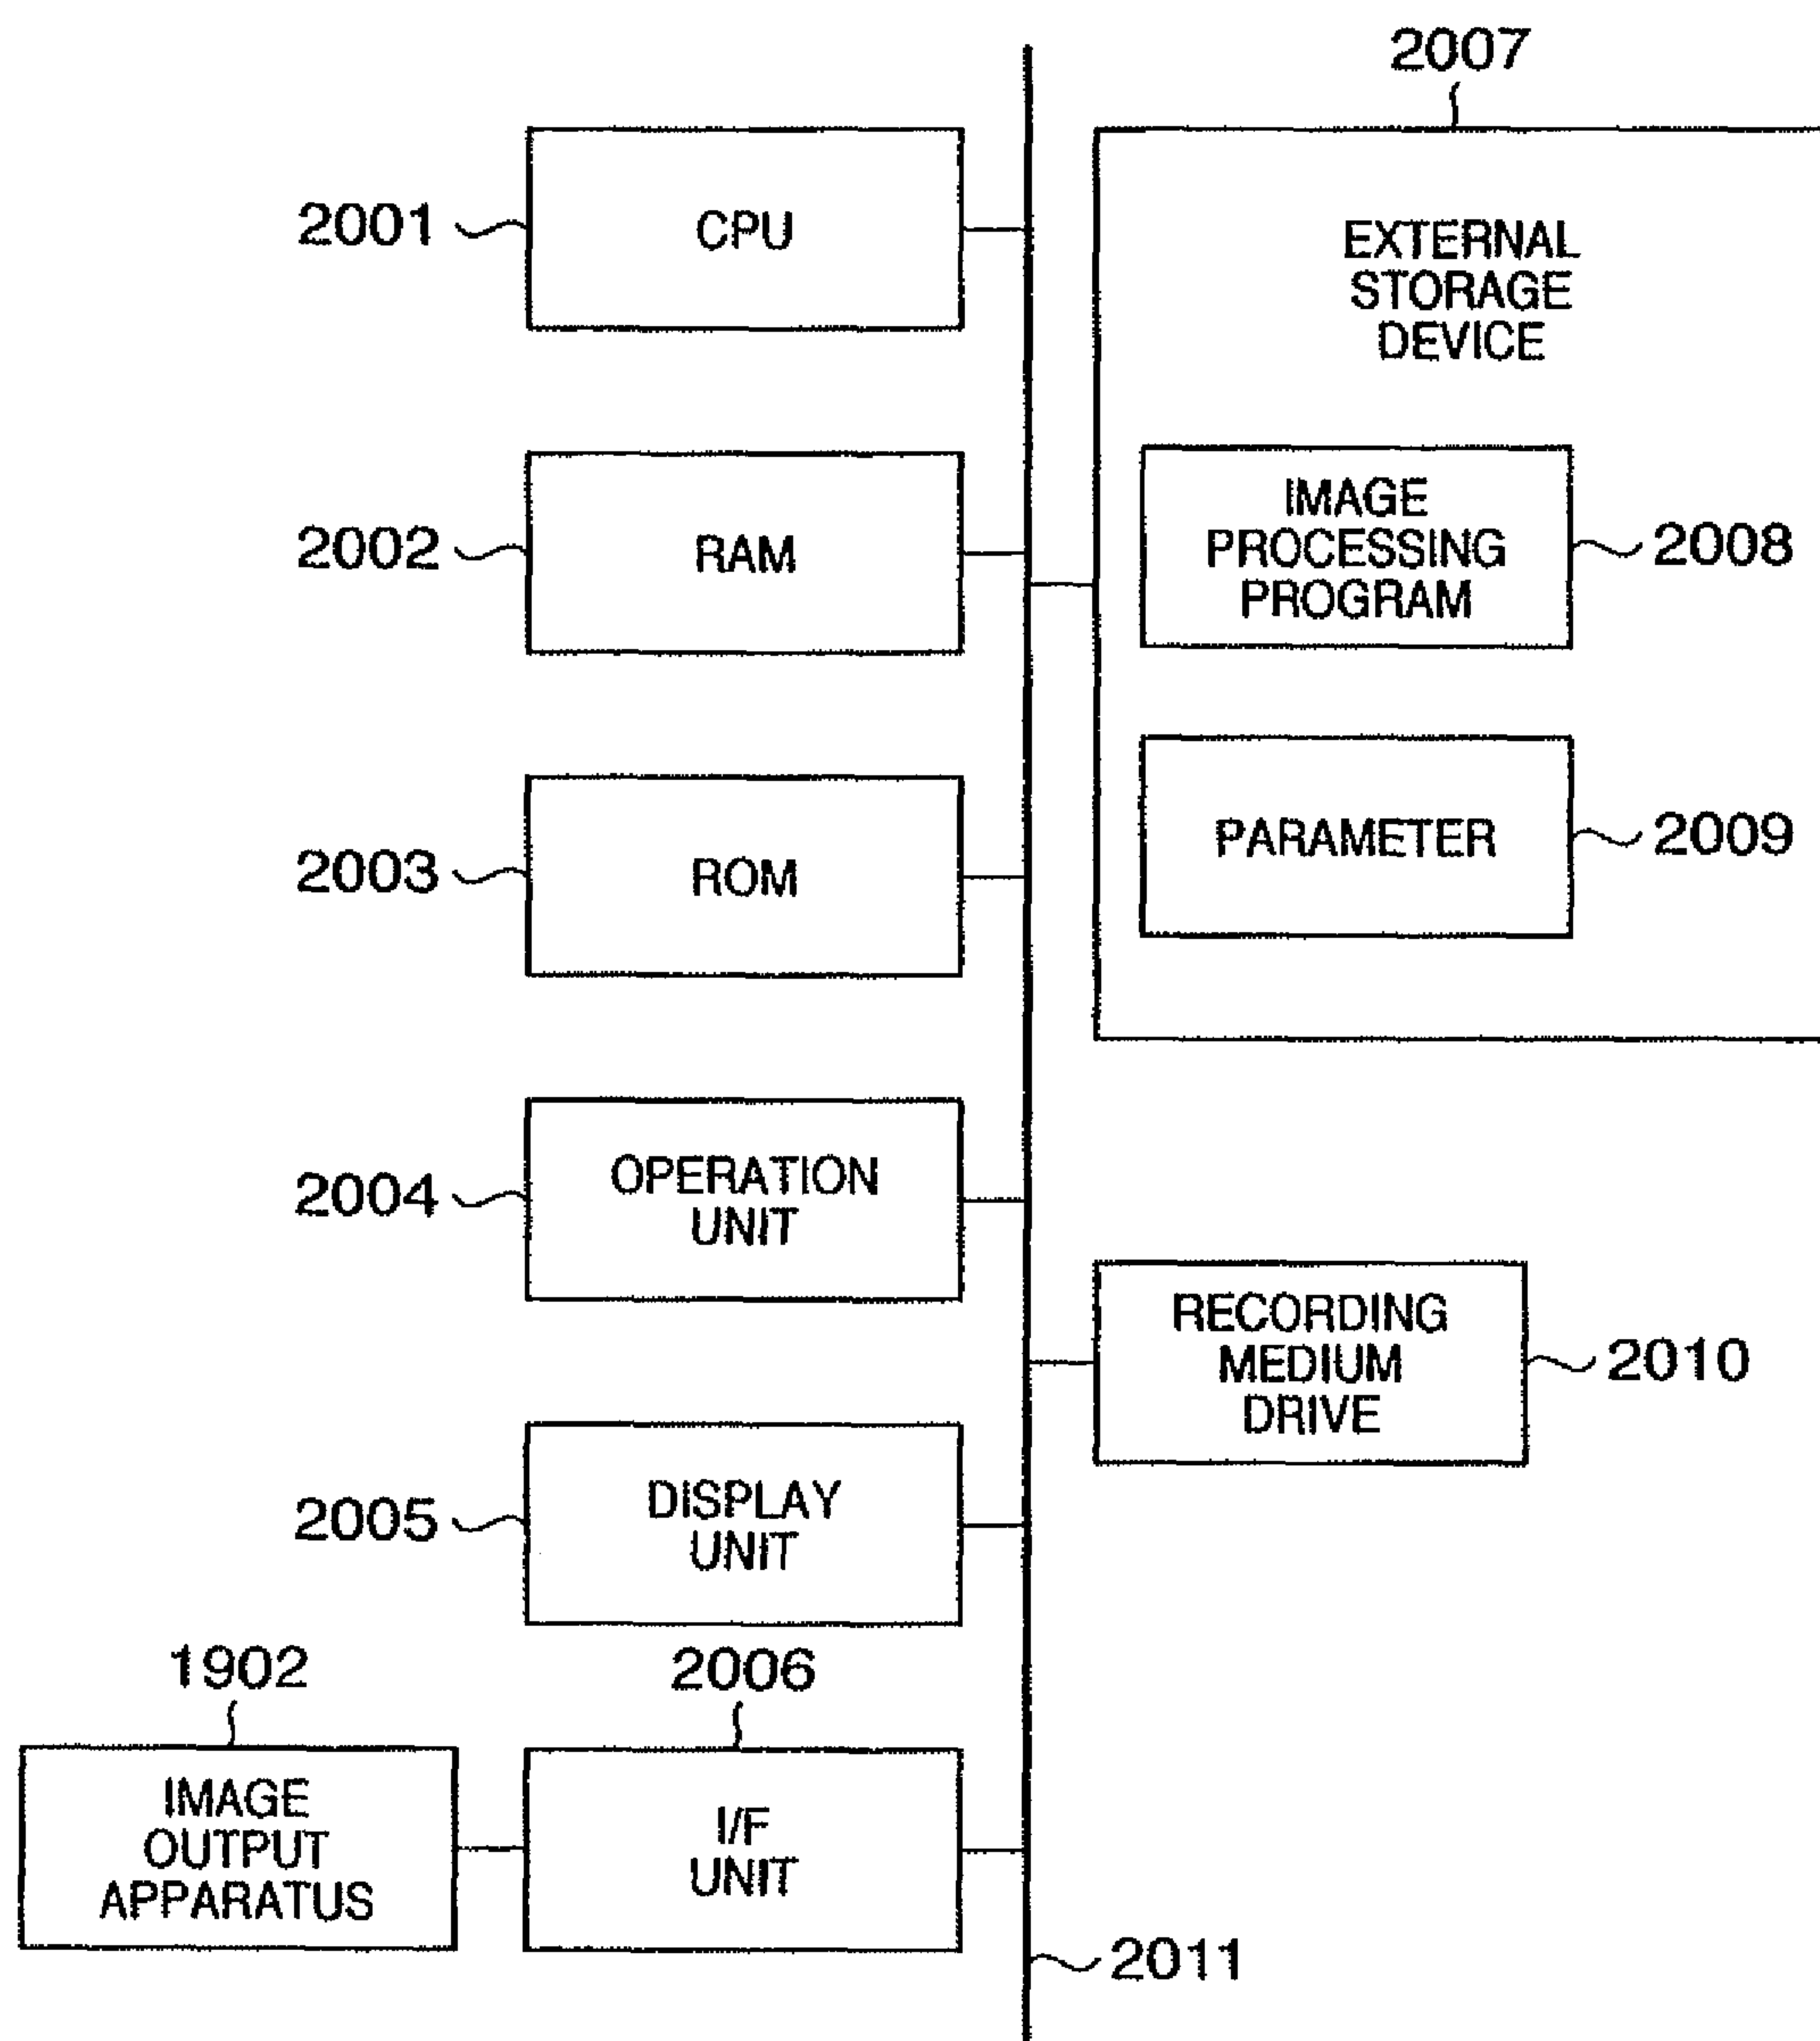 2007
2001
CPU
EXTERNAL
STORAGE
DEVICE
2002
RAM
IMAGE
PROCESSING
PROGRAM
2008
2003
ROM
PARAMETER
2009
2004
OPERATION
UNIT
RECORDING
MEDIUM
DRIVE
2010
2005
DISPLAY
UNIT
1902
2006
IMAGE
OUTPUT
APPARATUS
I/F
UNIT
2011